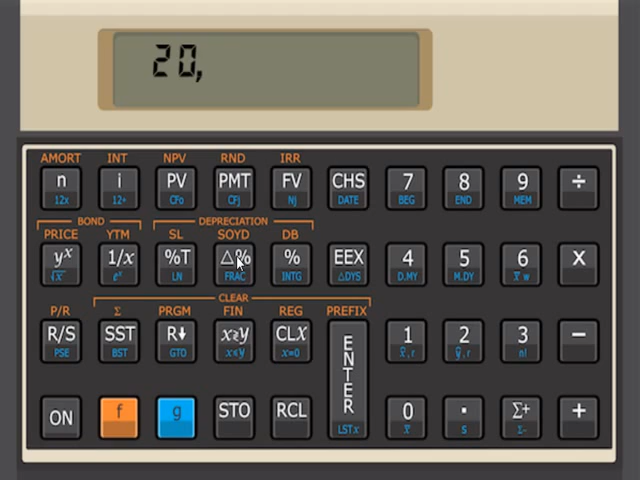 20,
AMORT INT NPV RND IRR
n i PV PMT FV CHS 7 8 9 ÷
12x 12÷ CFo CFj Nj DATE BEG END MEM
BOND DEPRECIATION
PRICE YTM SL SOYD DB
yˣ 1/x %T △% % EEX 4 5 6 X
√x eˣ LN FRAC INTG △DYS D.MY M.DY x̅ w
CLEAR
P/R Σ PRGM FIN REG PREFIX
R/S SST R↓ x≷y CLX ENTER 1 2 3 −
PSE BST GTO x≤y x=0 x̂,r ŷ,r n!
ON f g STO RCL 0 · Σ+ +
LSTx x̅ s Σ-